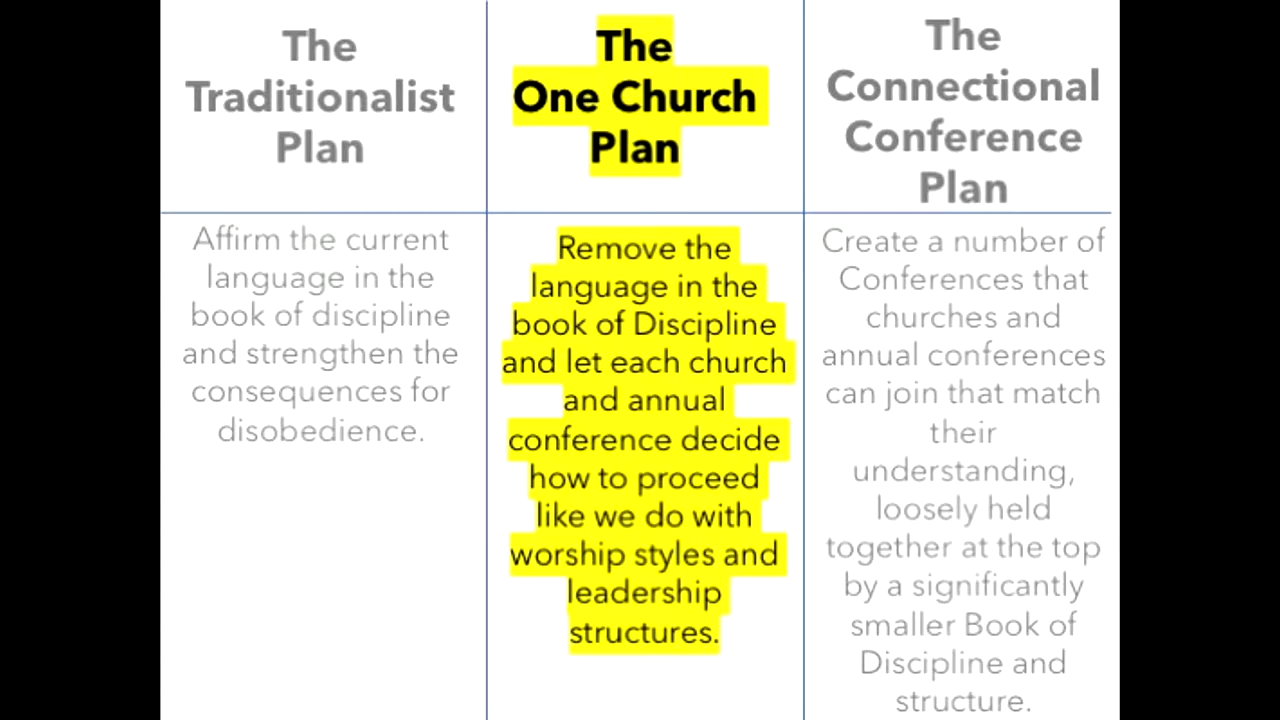 The
Traditionalist
Plan
The
One Church
Plan
The
Connectional
Conference
Plan
Affirm the current
language in the
book of discipline
and strengthen the
consequences for
disobedience.
Remove the
language in the
book of Discipline
and let each church
and annual
conference decide
how to proceed
like we do with
worship styles and
leadership
structures.
Create a number of
Conferences that
churches and
annual conferences
can join that match
their
understanding,
loosely held
together at the top
by a significantly
smaller Book of
Discipline and
structure.